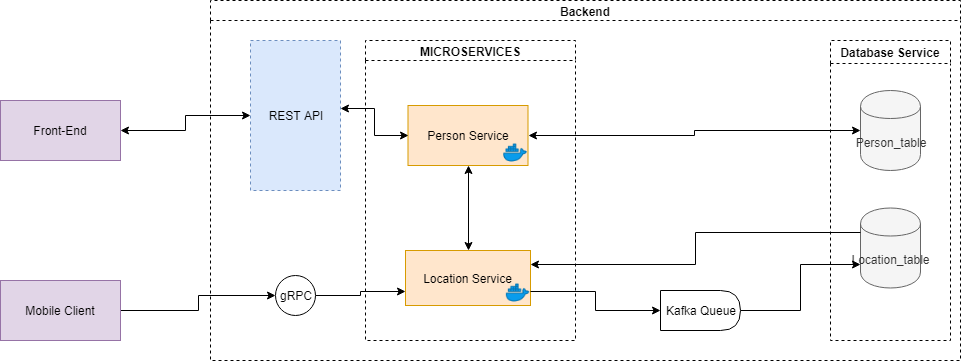 Backend
MICROSERVICES
Database Service
REST API
Front-End
Person Service
Person_table
Location Service
Location_table
Mobile Client
gRPC
Kafka Queue